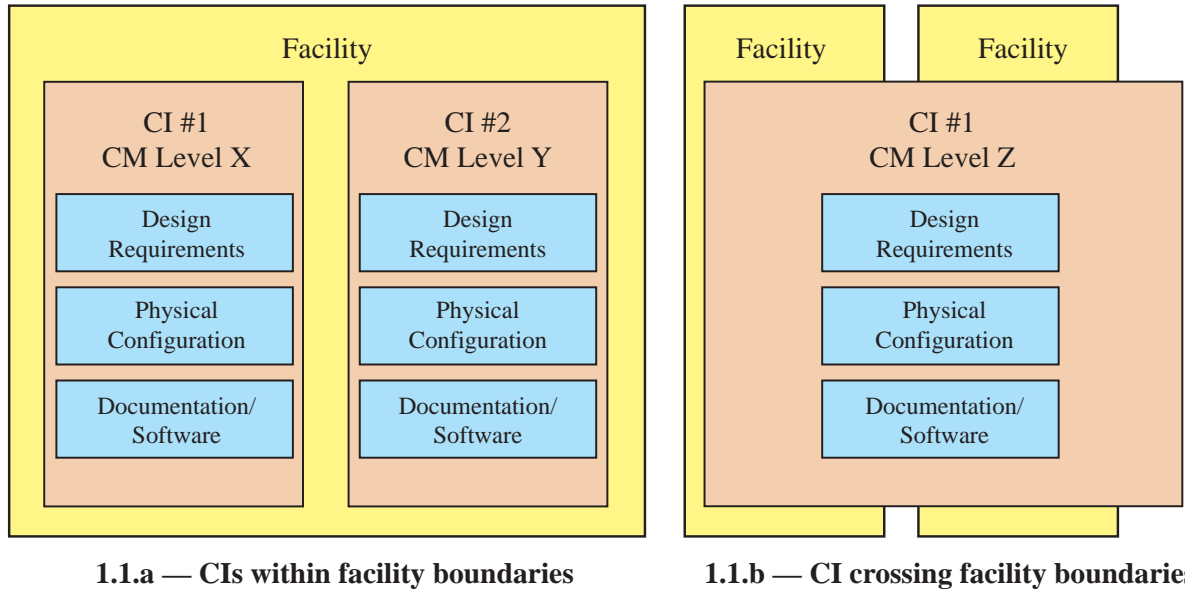 Facility
CI #1
CM Level X
Design
Requirements
Physical
Configuration
Documentation/
Software
CI #2
CM Level Y
Design
Requirements
Physical
Configuration
Documentation/
Software
1.1.a — CIs within facility boundaries
Facility
Facility
CI #1
CM Level Z
Design
Requirements
Physical
Configuration
Documentation/
Software
1.1.b — CI crossing facility boundaries